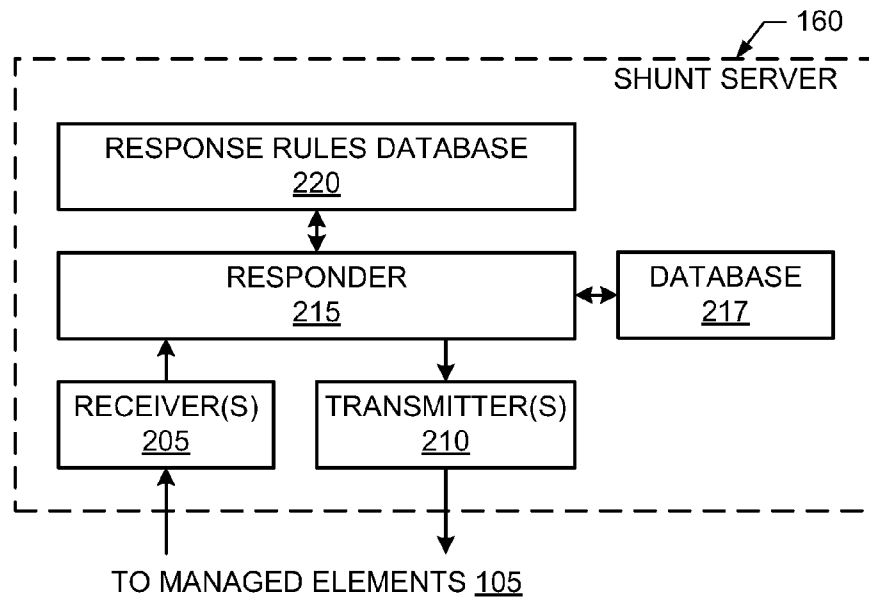 160
SHUNT SERVER
RESPONSE RULES DATABASE
220
RESPONDER
215
DATABASE
217
RECEIVER(S)
205
TRANSMITTER(S)
210
TO MANAGED ELEMENTS 105